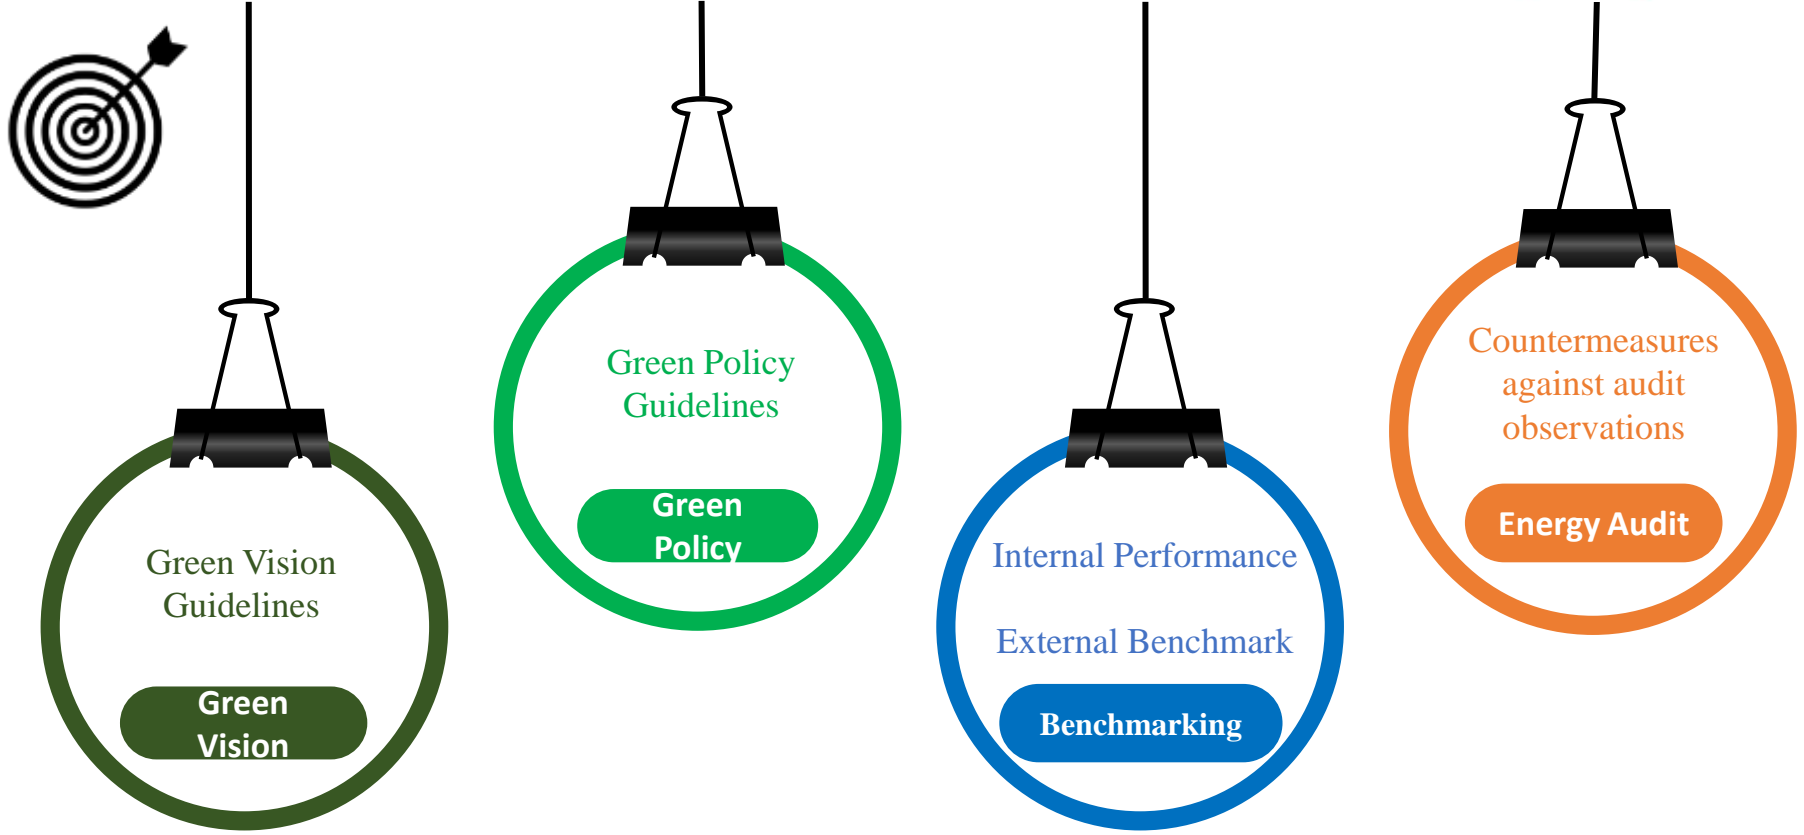 Green Vision
Guidelines
Green
Vision
Green Policy
Guidelines
Green
Policy
Internal Performance
External Benchmark
Benchmarking
Countermeasures
against audit
observations
Energy Audit